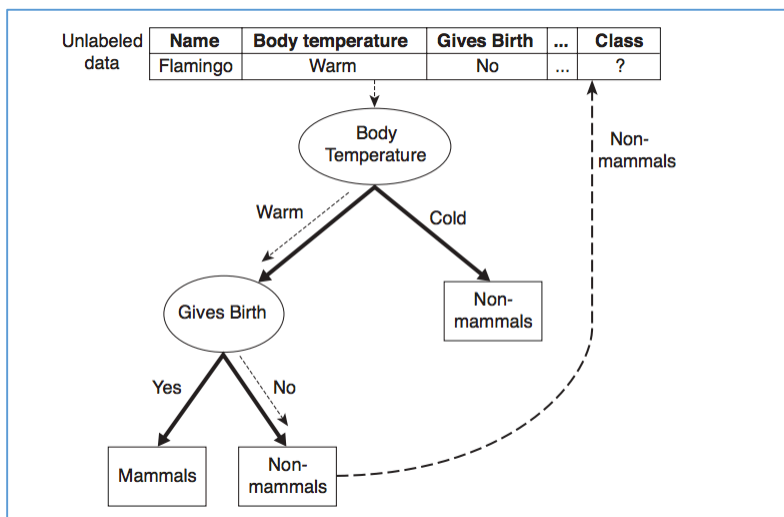 Unlabeled data
Name Body temperature Gives Birth ... Class
Flamingo Warm No ... ?
Body
Temperature
Non-
mammals
Warm
Cold
Gives Birth
Non-
mammals
Yes
No
Mammals
Non-
mammals